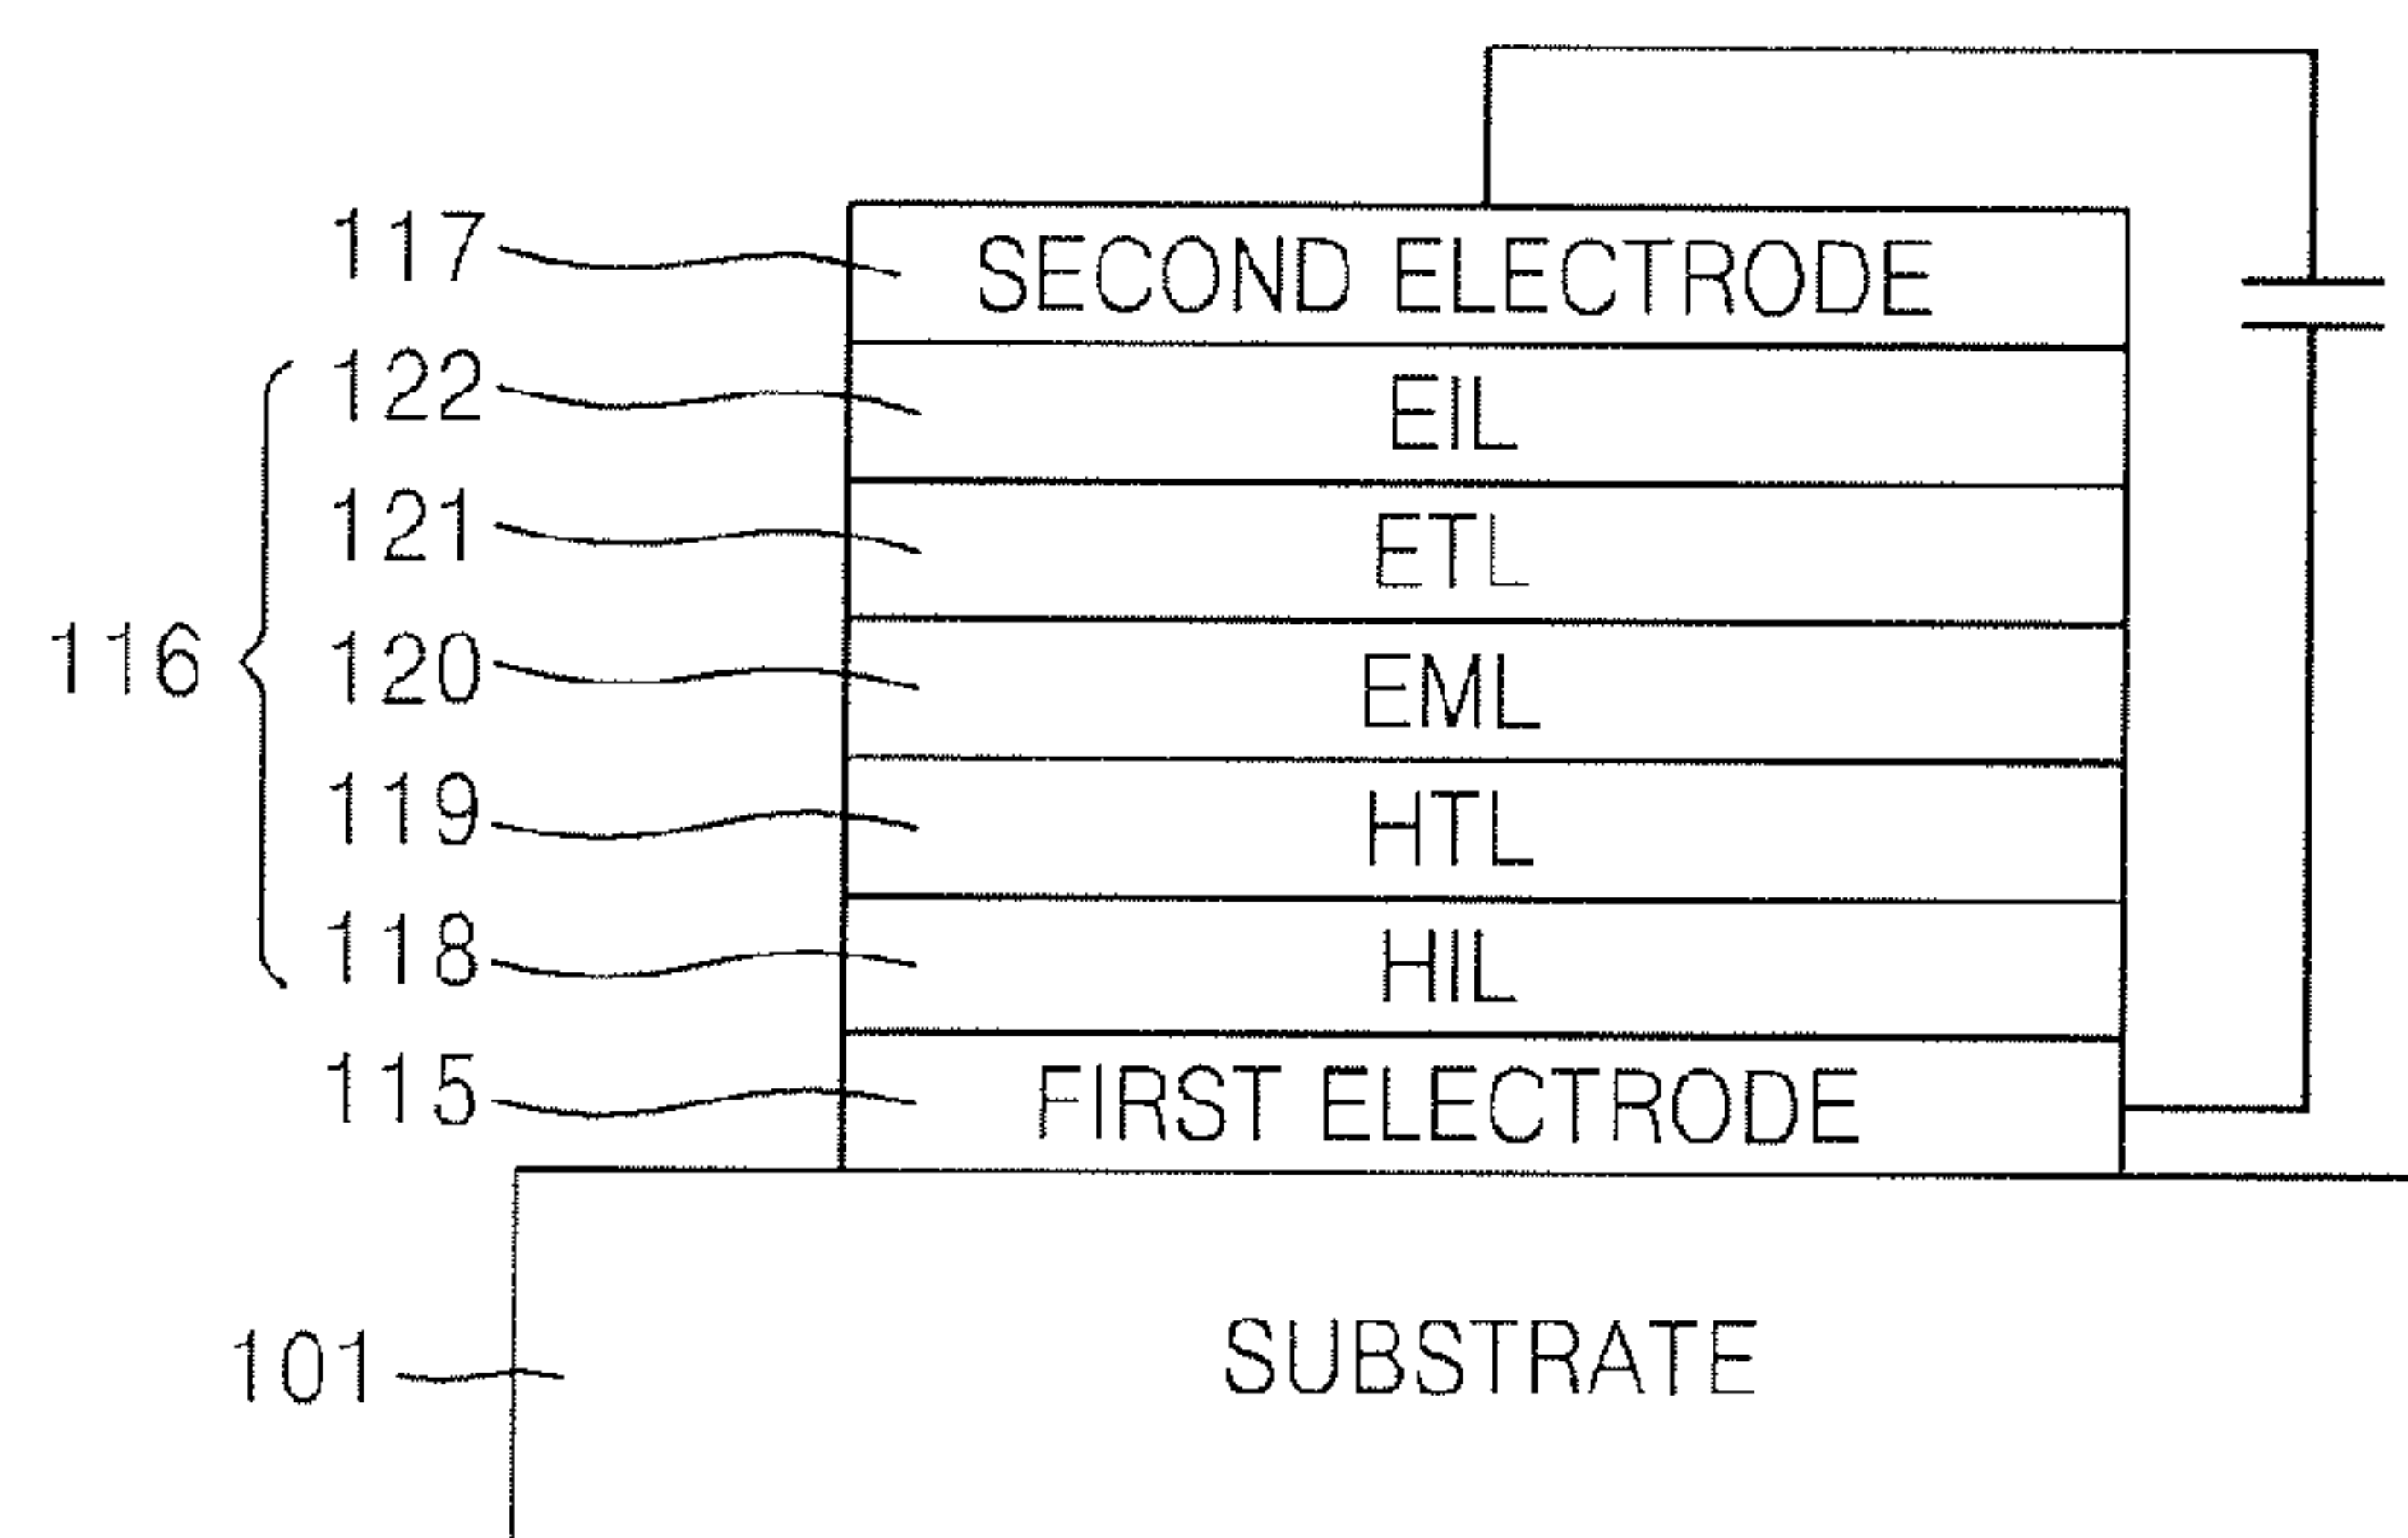 117 SECOND ELECTRODE
122 EIL
121 ETL
116 120 EML
119 HTL
118 HIL
115 FIRST ELECTRODE
101 SUBSTRATE